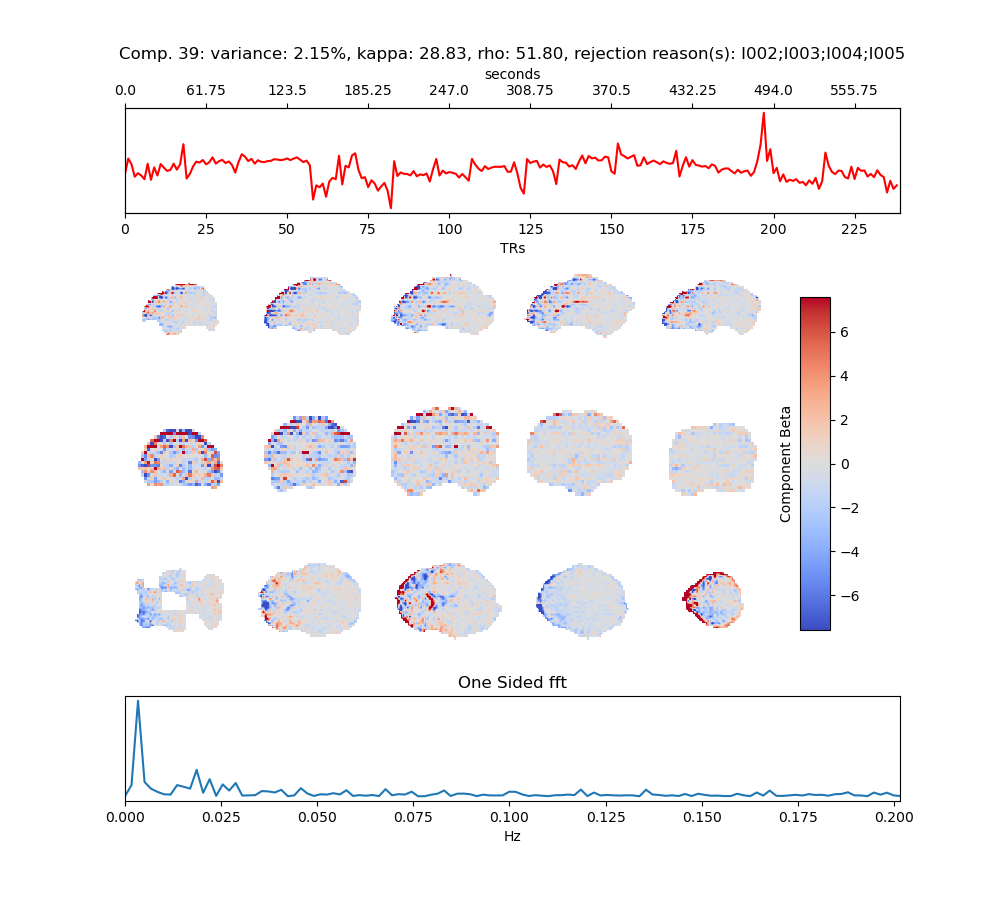 Comp. 39: variance: 2.15%, kappa: 28.83, rho: 51.80, rejection reason(s): I002;I003;I004;I005
seconds
0.0 61.75 123.5 185.25 247.0 308.75 370.5 432.25 494.0 555.75
0 25 50 75 100 125 150 175 200 225
TRs
6
4
2
0
−2
−4
−6
Component Beta
One Sided fft
0.000 0.025 0.050 0.075 0.100 0.125 0.150 0.175 0.200
Hz